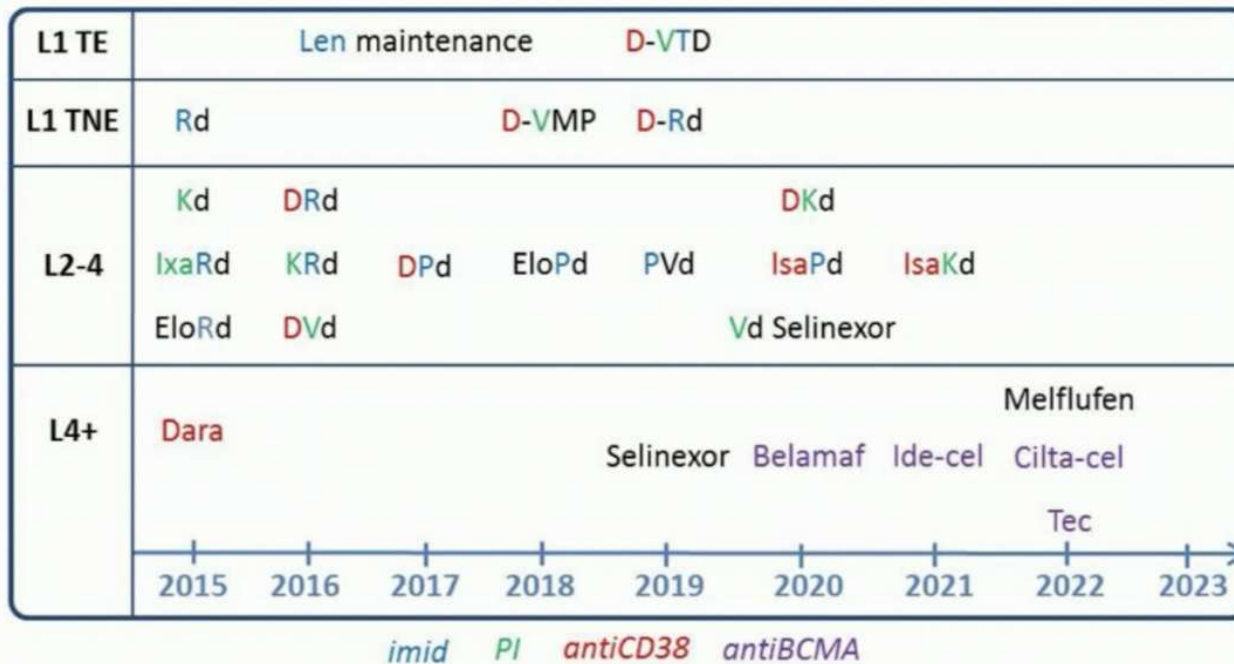 L1 TE Len maintenance D-VTD
L1 TNE Rd D-VMP D-Rd
Kd DRd DKd
L2-4 IxaRd KRd DPd EloPd PVd IsaPd IsaKd
EloRd DVd Vd Selinexor
Melflufen
L4+ Dara
Selinexor Belamaf Ide-cel Cilta-cel
Tec
2015 2016 2017 2018 2019 2020 2021 2022 2023
imid PI antiCD38 antiBCMA